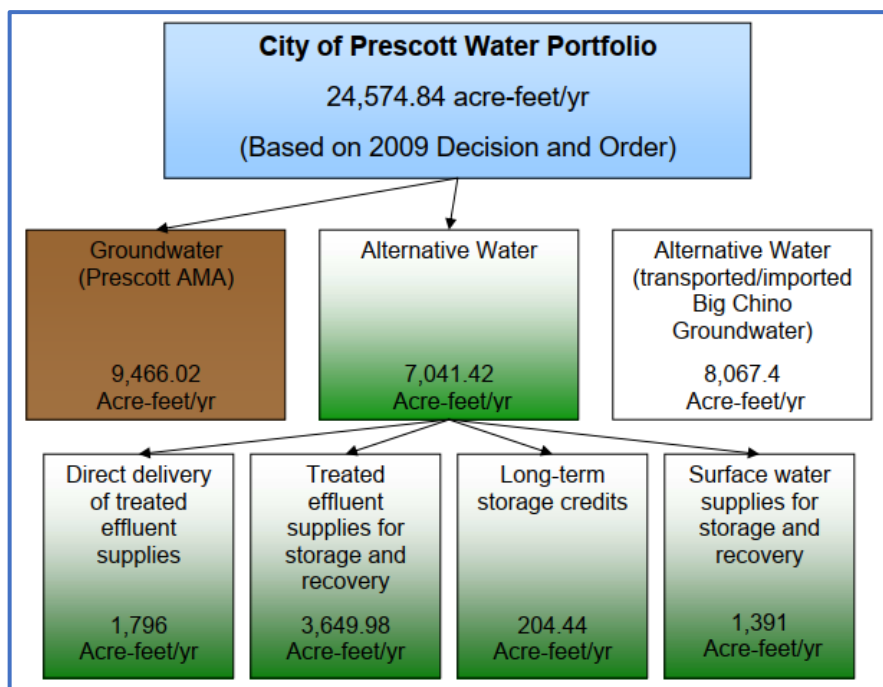 City of Prescott Water Portfolio
24,574.84 acre-feet/yr
(Based on 2009 Decision and Order)
Groundwater
(Prescott AMA)
9,466.02
Acre-feet/yr
Alternative Water
7,041.42
Acre-feet/yr
Alternative Water
(transported/imported
Big Chino
Groundwater)
8,067.4
Acre-feet/yr
Direct delivery
of treated
effluent
supplies
1,796
Acre-feet/yr
Treated
effluent
supplies for
storage and
recovery
3,649.98
Acre-feet/yr
Long-term
storage credits
204.44
Acre-feet/yr
Surface water
supplies for
storage and
recovery
1,391
Acre-feet/yr